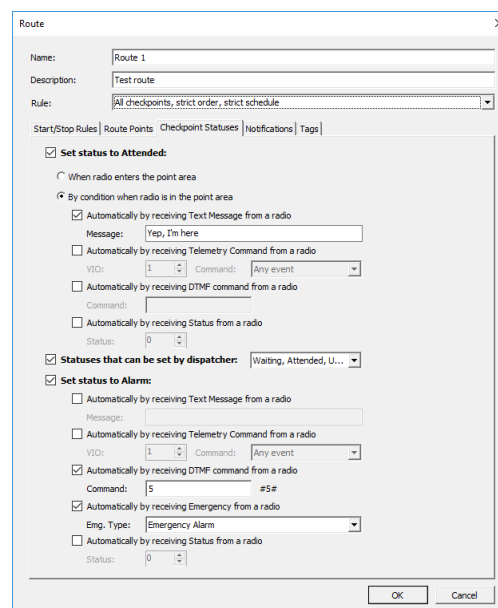 Route
Name: Route 1
Description: Test route
Rule: All checkpoints, strict order, strict schedule
Start/Stop Rules Route Points Checkpoint Statuses Notifications Tags
Set status to Attended:
When radio enters the point area
By condition when radio is in the point area
Automatically by receiving Text Message from a radio
Message: Yep, I'm here
Automatically by receiving Telemetry Command from a radio
VIO: 1 Command: Any event
Automatically by receiving DTMF command from a radio
Command:
Automatically by receiving Status from a radio
Status: 0
Statuses that can be set by dispatcher: Waiting, Attended, U...
Set status to Alarm:
Automatically by receiving Text Message from a radio
Message:
Automatically by receiving Telemetry Command from a radio
VIO: 1 Command: Any event
Automatically by receiving DTMF command from a radio
Command: 5 #5#
Automatically by receiving Emergency from a radio
Emg. Type: Emergency Alarm
Automatically by receiving Status from a radio
Status: 0
OK Cancel